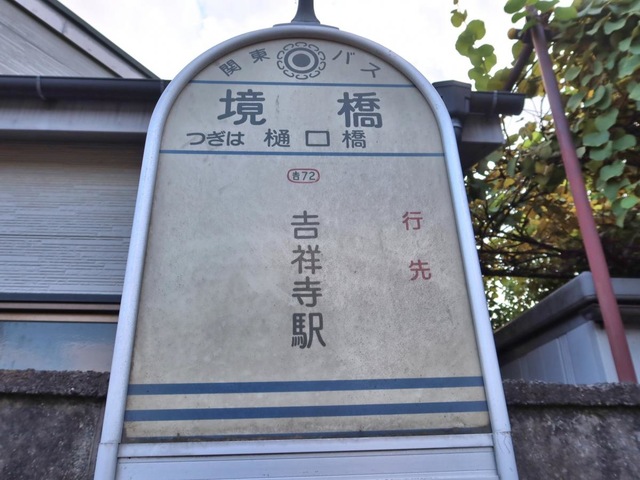 関東バス
境橋
つぎは 樋口橋
吉72
行先
吉祥寺駅